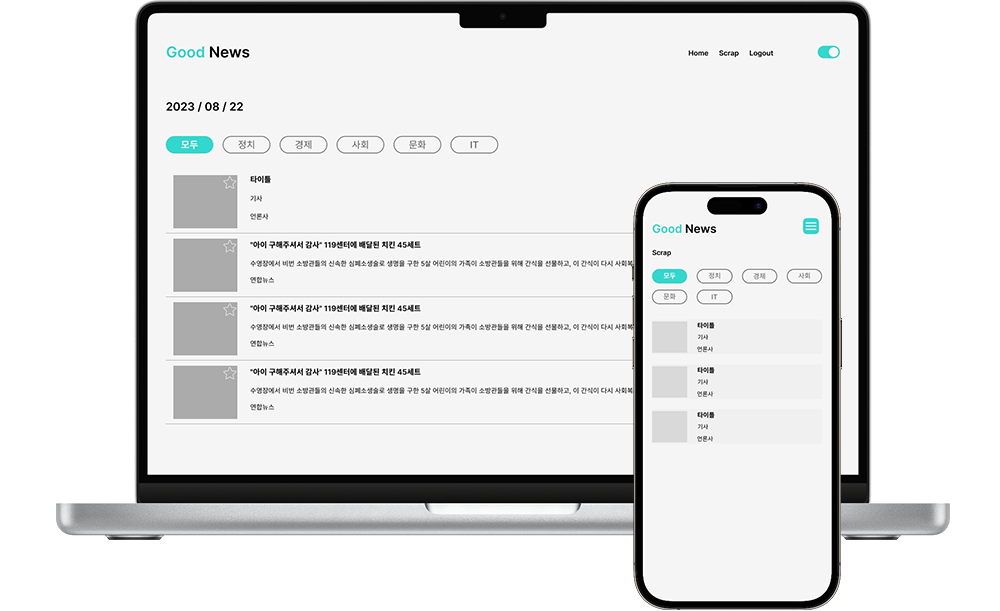 Good News
Home Scrap Logout
2023 / 08 / 22
모두 정치 경제 사회 문화 IT
타이틀
기사
언론사
"아이 구해주셔서 감사" 119센터에 배달된 치킨 45세트
수영장에서 비번 소방관들의 신속한 심폐소생술로 생명을 구한 5살 어린이의 가족이 소방관들을 위해 간식을 선물하고, 이 간식이 다시 사회복
연합뉴스
"아이 구해주셔서 감사" 119센터에 배달된 치킨 45세트
수영장에서 비번 소방관들의 신속한 심폐소생술로 생명을 구한 5살 어린이의 가족이 소방관들을 위해 간식을 선물하고, 이 간식이 다시 사회복
연합뉴스
"아이 구해주셔서 감사" 119센터에 배달된 치킨 45세트
수영장에서 비번 소방관들의 신속한 심폐소생술로 생명을 구한 5살 어린이의 가족이 소방관들을 위해 간식을 선물하고, 이 간식이 다시 사회복
연합뉴스
Good News
Scrap
모두 정치 경제 사회
문화 IT
타이틀
기사
언론사
타이틀
기사
언론사
타이틀
기사
언론사